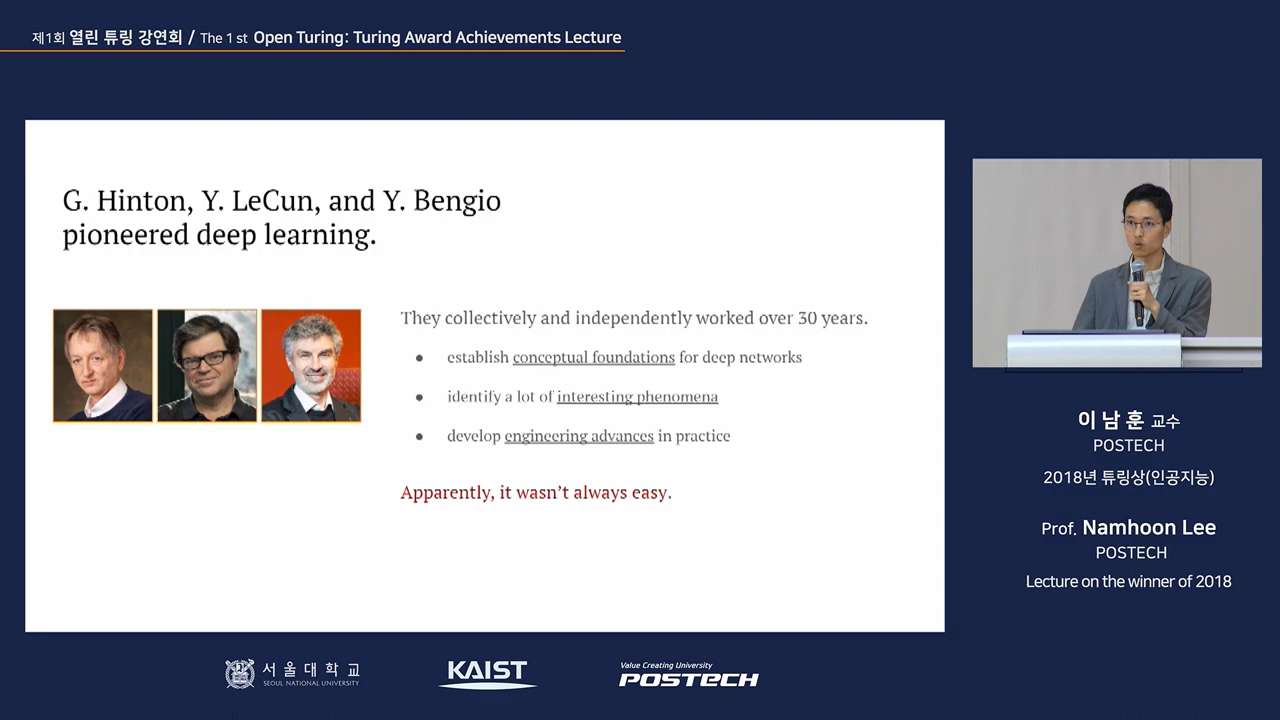 제1회 열린 튜링 강연회 / The 1 st Open Turing: Turing Award Achievements Lecture
G. Hinton, Y. LeCun, and Y. Bengio
pioneered deep learning.
They collectively and independently worked over 30 years.
● establish conceptual foundations for deep networks
● identify a lot of interesting phenomena
● develop engineering advances in practice
Apparently, it wasn't always easy.
이남훈 교수
POSTECH
2018년 튜링상(인공지능)
Prof. Namhoon Lee
POSTECH
Lecture on the winner of 2018
서울대학교
SEOUL NATIONAL UNIVERSITY
KAIST
Value Creating University
POSTECH